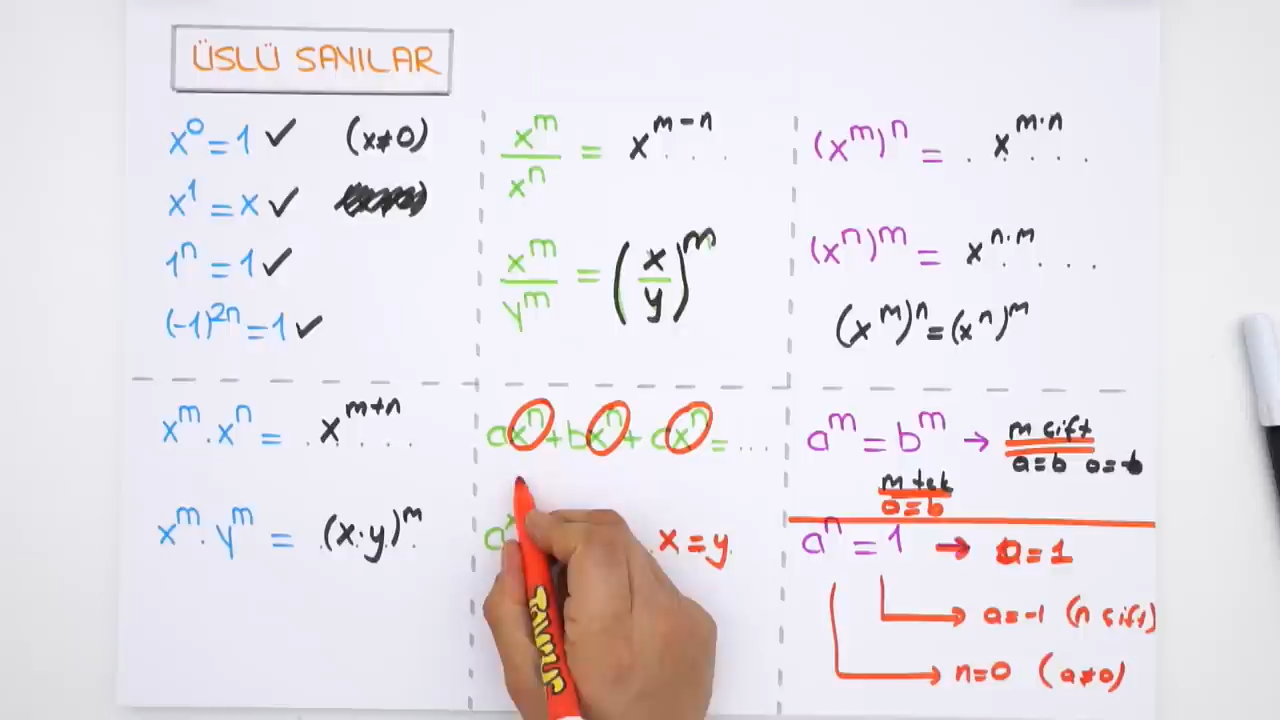 ÜSLÜ SAYILAR
x⁰ = 1 ✓ (x≠0)
x¹ = x ✓
1ⁿ = 1 ✓
(-1)²ⁿ = 1 ✓
xᵐ/xⁿ = xᵐ⁻ⁿ
xᵐ/yᵐ = (x/y)ᵐ
(xᵐ)ⁿ = xᵐ·ⁿ
(xⁿ)ᵐ = xⁿ·ᵐ
(xᵐ)ⁿ = (xⁿ)ᵐ
xᵐ · xⁿ = xᵐ⁺ⁿ
xᵐ · yᵐ = (x·y)ᵐ
axⁿ + bxⁿ + cxⁿ = ....
aˣ x = y
aᵐ = bᵐ → m çift
a=b a=-b
m tek
a=b
aⁿ = 1 → a = 1
→ a=-1 (n çift)
→ n=0 (a≠0)